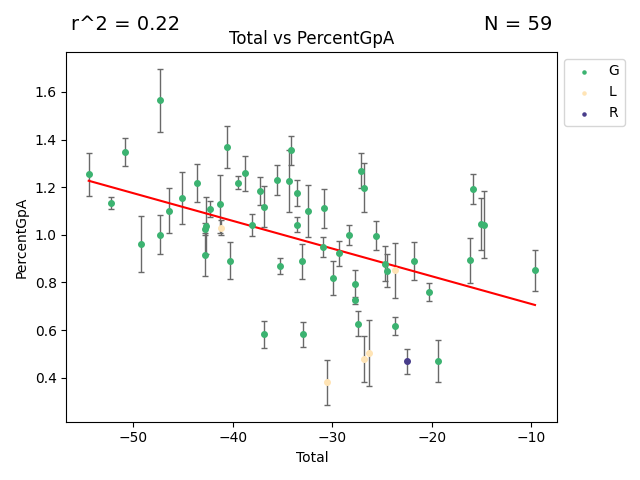 r^2 = 0.22
N = 59
Total vs PercentGpA
G
L
R
PercentGpA
1.6
1.4
1.2
1.0
0.8
0.6
0.4
−50
−40
−30
−20
−10
Total